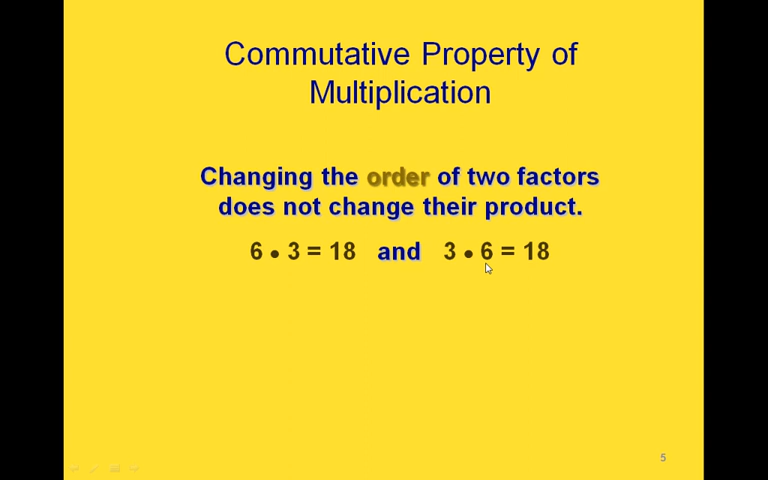 Commutative Property of
Multiplication
Changing the order of two factors
does not change their product.
6 • 3 = 18 and 3 • 6 = 18
5